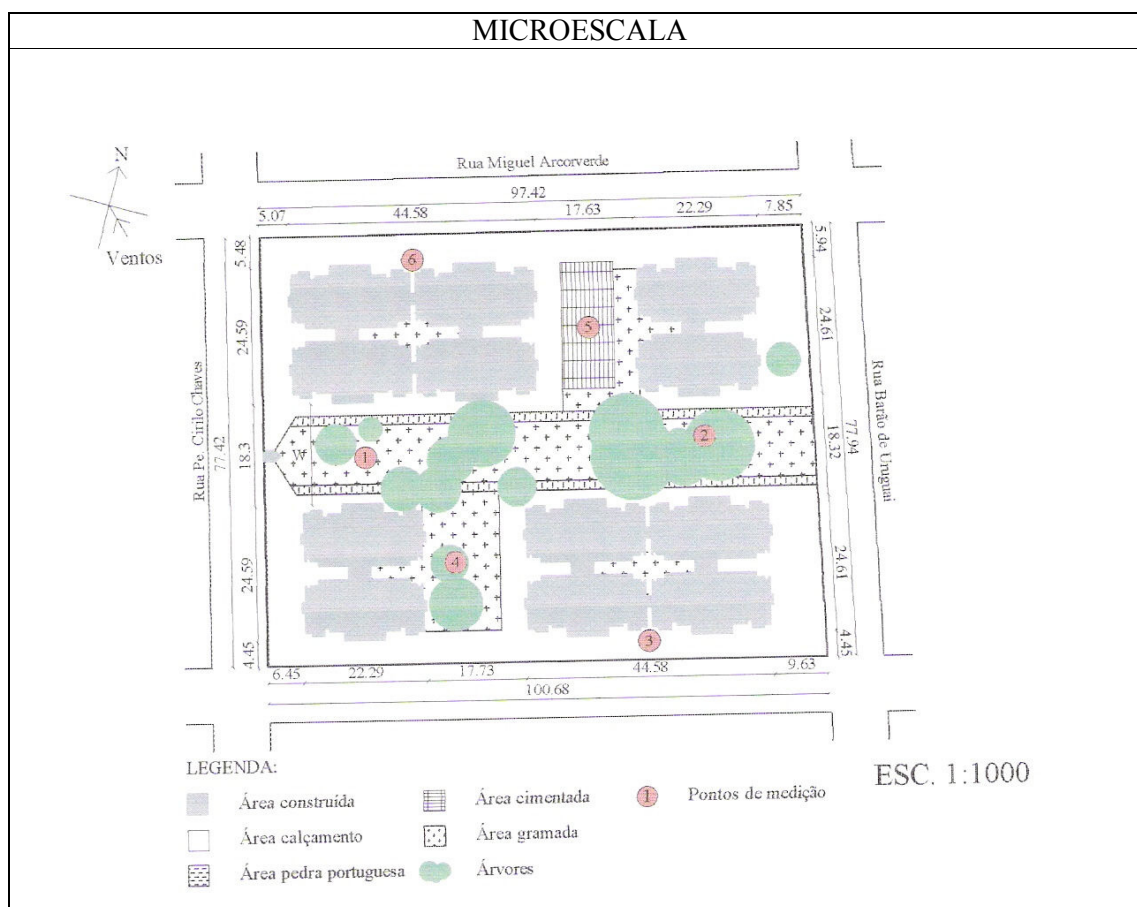 MICROESCALA
N
Ventos
Rua Miguel Arcorverde
97.42
5.07 44.58 17.63 22.29 7.85
5.48
24.59
18.3
24.59
4.45
77.42
Rua Pe. Cirilo Chaves
5.94
24.61
18.32
24.61
4.45
77.94
Rua Barão de Uruguai
6
5
2
1
W
4
3
6.45 22.29 17.73 44.58 9.63
100.68
LEGENDA:
ESC. 1:1000
Área construída Área cimentada 1 Pontos de medição
Área calçamento Área gramada
Área pedra portuguesa Árvores